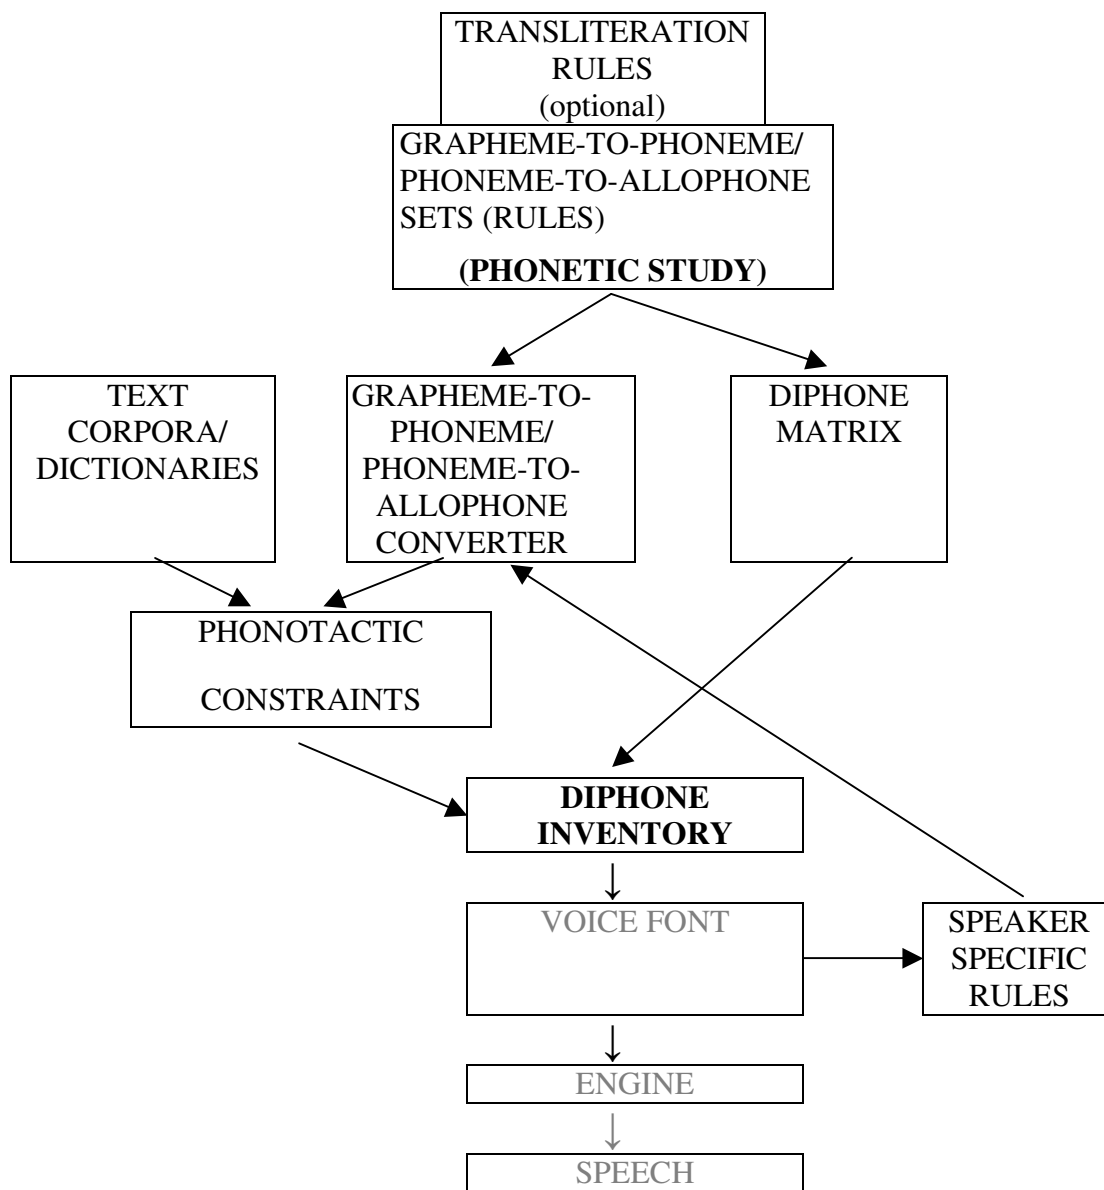 TRANSLITERATION
RULES
(optional)
GRAPHEME-TO-PHONEME/
PHONEME-TO-ALLOPHONE
SETS (RULES)
(PHONETIC STUDY)
TEXT
CORPORA/
DICTIONARIES
GRAPHEME-TO-
PHONEME/
PHONEME-TO-
ALLOPHONE
CONVERTER
DIPHONE
MATRIX
PHONOTACTIC
CONSTRAINTS
DIPHONE
INVENTORY
VOICE FONT
SPEAKER
SPECIFIC
RULES
ENGINE
SPEECH